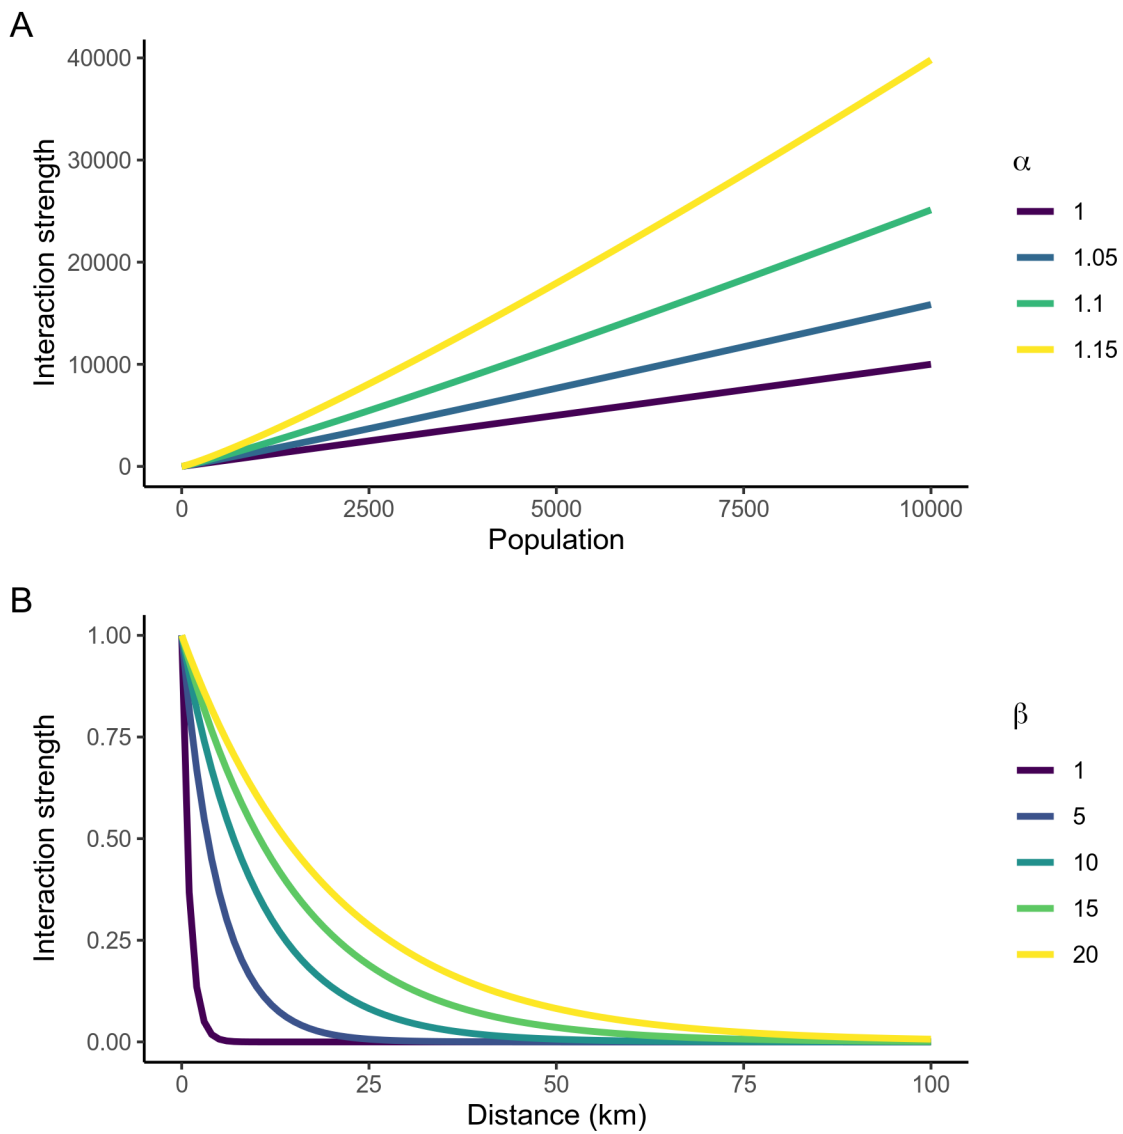 A
Interaction strength
40000
30000
20000
10000
0
0 2500 5000 7500 10000
Population
α
1
1.05
1.1
1.15
B
Interaction strength
1.00
0.75
0.50
0.25
0.00
0 25 50 75 100
Distance (km)
β
1
5
10
15
20